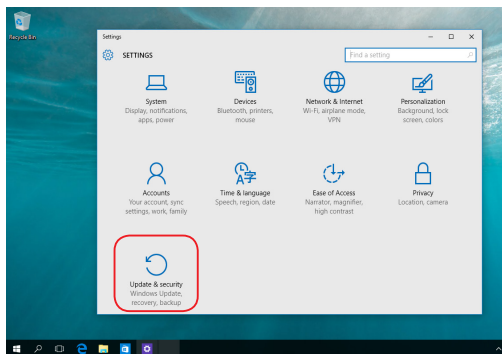 Recycle Bin
Settings
SETTINGS
Find a setting
System
Display, notifications,
apps, power
Devices
Bluetooth, printers,
mouse
Network & Internet
Wi-Fi, airplane mode,
VPN
Personalization
Background, lock
screen, colors
Accounts
Your account, sync
settings, work, family
Time & language
Speech, region, date
Ease of Access
Narrator, magnifier,
high contrast
Privacy
Location, camera
Update & security
Windows Update,
recovery, backup